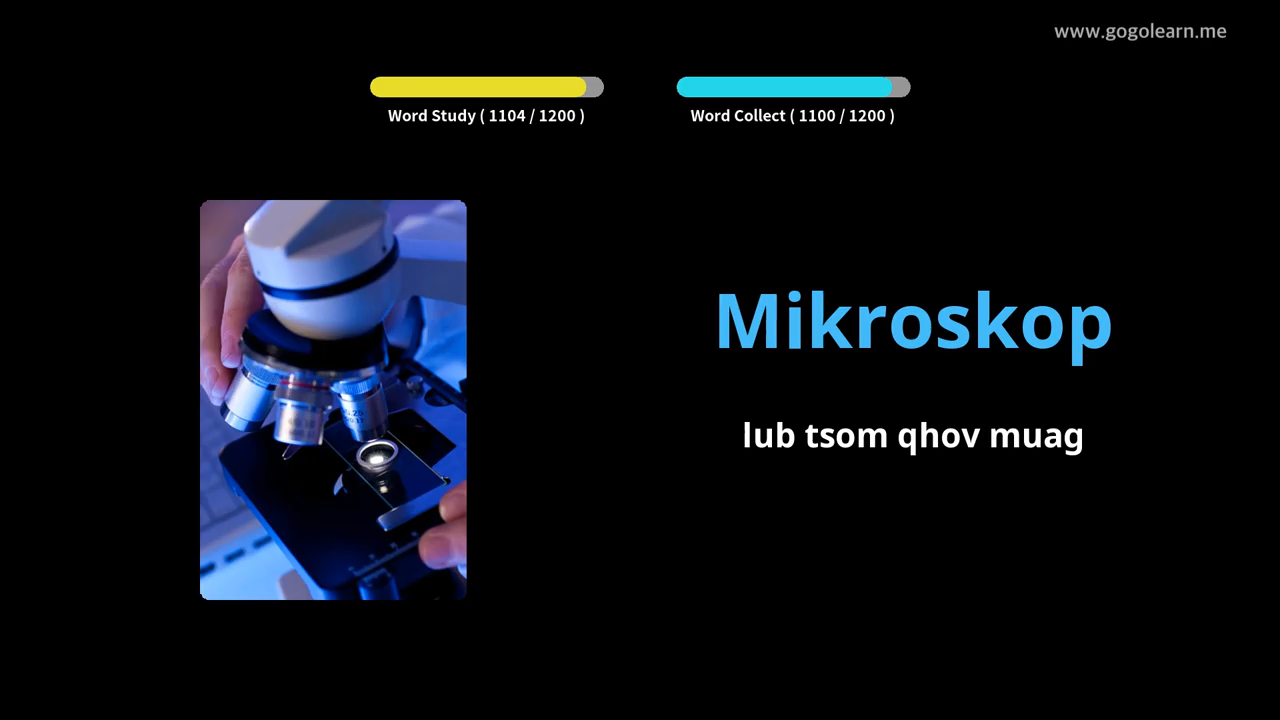 www.gogolearn.me
Word Study ( 1104 / 1200 )
Word Collect ( 1100 / 1200 )
Mikroskop
lub tsom qhov muag